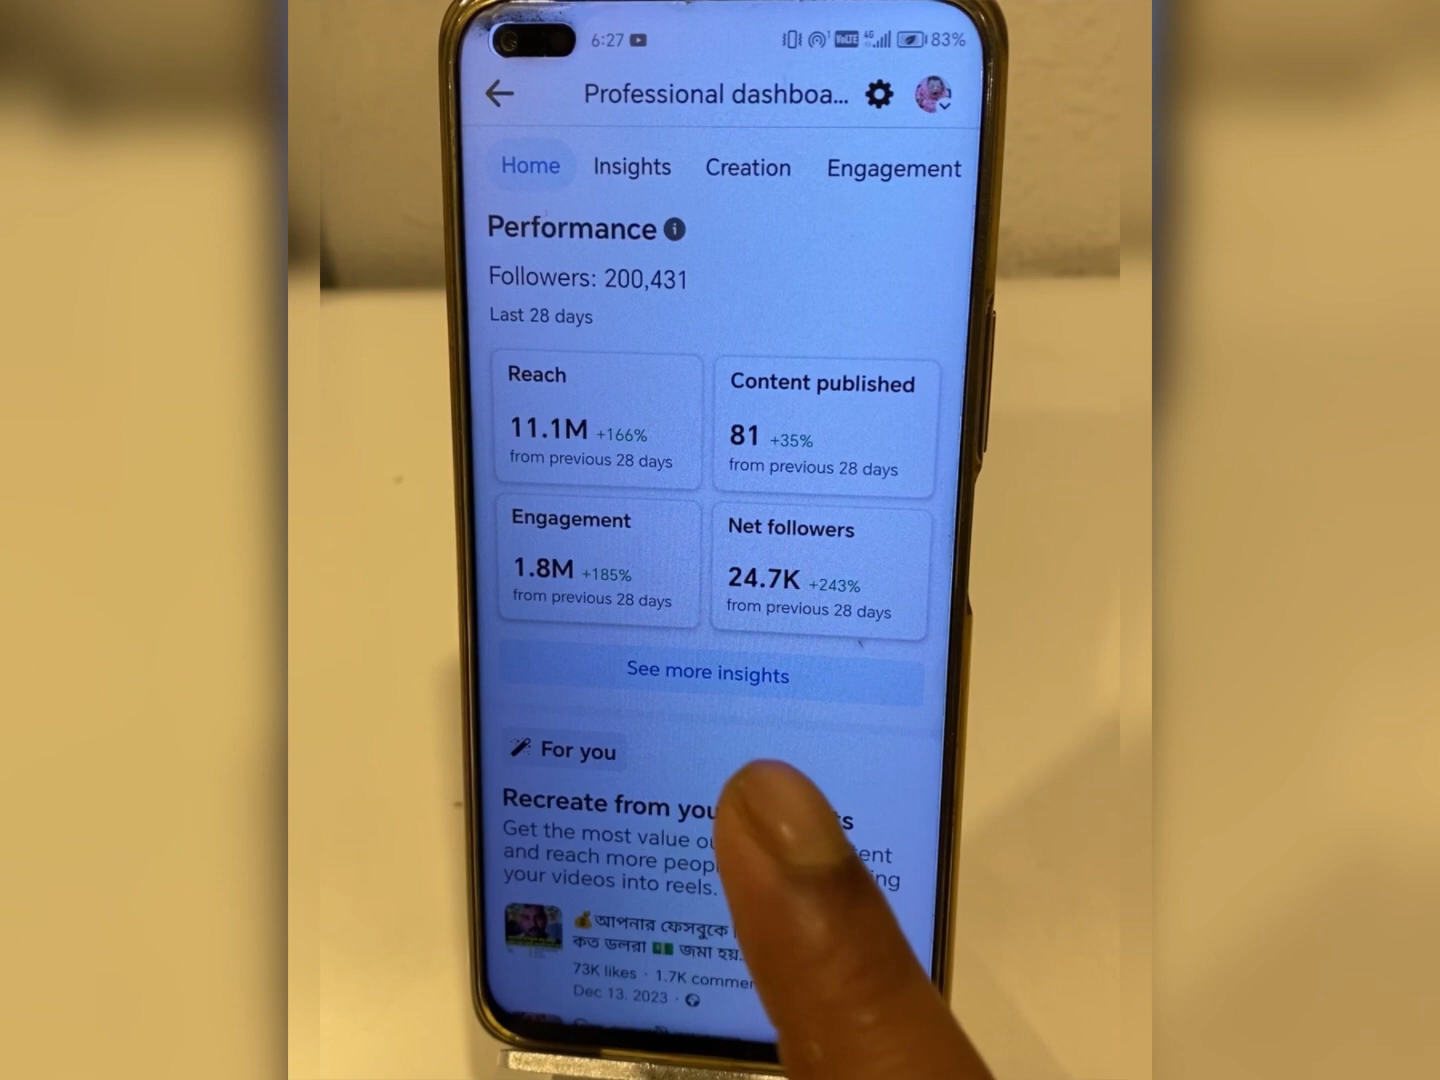 6:27
VoLTE 4G 83%
Professional dashboa...
Home Insights Creation Engagement
Performance
Followers: 200,431
Last 28 days
Reach
11.1M +166%
from previous 28 days
Content published
81 +35%
from previous 28 days
Engagement
1.8M +185%
from previous 28 days
Net followers
24.7K +243%
from previous 28 days
See more insights
For you
Recreate from
Get the most value
and reach more
your videos into reels.
💰আপনার ফেসবুকে
কত ডলরা 💵 জমা হয়..
73K likes · 1.7K
Dec 13, 2023 ·